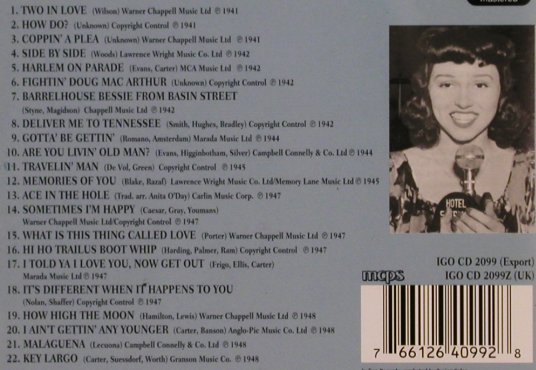 mastered
1. TWO IN LOVE (Wilson) Warner Chappell Music Ltd ℗ 1941
2. HOW DO? (Unknown) Copyright Control ℗ 1941
3. COPPIN' A PLEA (Unknown) Warner Chappell Music Ltd ℗ 1941
4. SIDE BY SIDE (Woods) Lawrence Wright Music Co. Ltd ℗ 1942
5. HARLEM ON PARADE (Evans, Carter) MCA Music Ltd ℗ 1942
6. FIGHTIN' DOUG MAC ARTHUR (Unknown) Copyright Control ℗ 1942
7. BARRELHOUSE BESSIE FROM BASIN STREET
(Styne, Magidson) Chappell Music Ltd ℗ 1942
8. DELIVER ME TO TENNESSEE (Smith, Hughes, Bradley) Copyright Control ℗ 1942
9. GOTTA' BE GETTIN' (Romano, Amsterdam) Marada Music Ltd ℗ 1944
10. ARE YOU LIVIN' OLD MAN? (Evans, Higginbotham, Silver) Campbell Connelly & Co. Ltd ℗ 1944
11. TRAVELIN' MAN (De Vol, Green) Copyright Control ℗ 1945
12. MEMORIES OF YOU (Blake, Razaf) Lawrence Wright Music Co. Ltd/Memory Lane Music Ltd ℗ 1945
13. ACE IN THE HOLE (Trad. arr. Anita O'Day) Carlin Music Corp. ℗ 1947
14. SOMETIMES I'M HAPPY (Caesar, Gray, Youmans)
Warner Chappell Music Ltd/Copyright Control ℗ 1947
15. WHAT IS THIS THING CALLED LOVE (Porter) Warner Chappell Music Ltd ℗ 1947
16. HI HO TRAILUS BOOT WHIP (Harding, Palmer, Ram) Copyright Control ℗ 1947
17. I TOLD YA I LOVE YOU, NOW GET OUT (Frigo, Ellis, Carter)
Marada Music Ltd ℗ 1947
18. IT'S DIFFERENT WHEN IT HAPPENS TO YOU
(Nolan, Shaffer) Copyright Control ℗ 1947
19. HOW HIGH THE MOON (Hamilton, Lewis) Warner Chappell Music Ltd ℗ 1948
20. I AIN'T GETTIN' ANY YOUNGER (Carter, Banson) Anglo-Pic Music Co. Ltd ℗ 1948
21. MALAGUENA (Lecuona) Campbell Connelly & Co. Ltd ℗ 1948
22. KEY LARGO (Carter, Suessdorf, Worth) Granson Music Co. ℗ 1948
HOTEL
mcps
IGO CD 2099 (Export)
IGO CD 2099Z (UK)
7 66126 40992 8